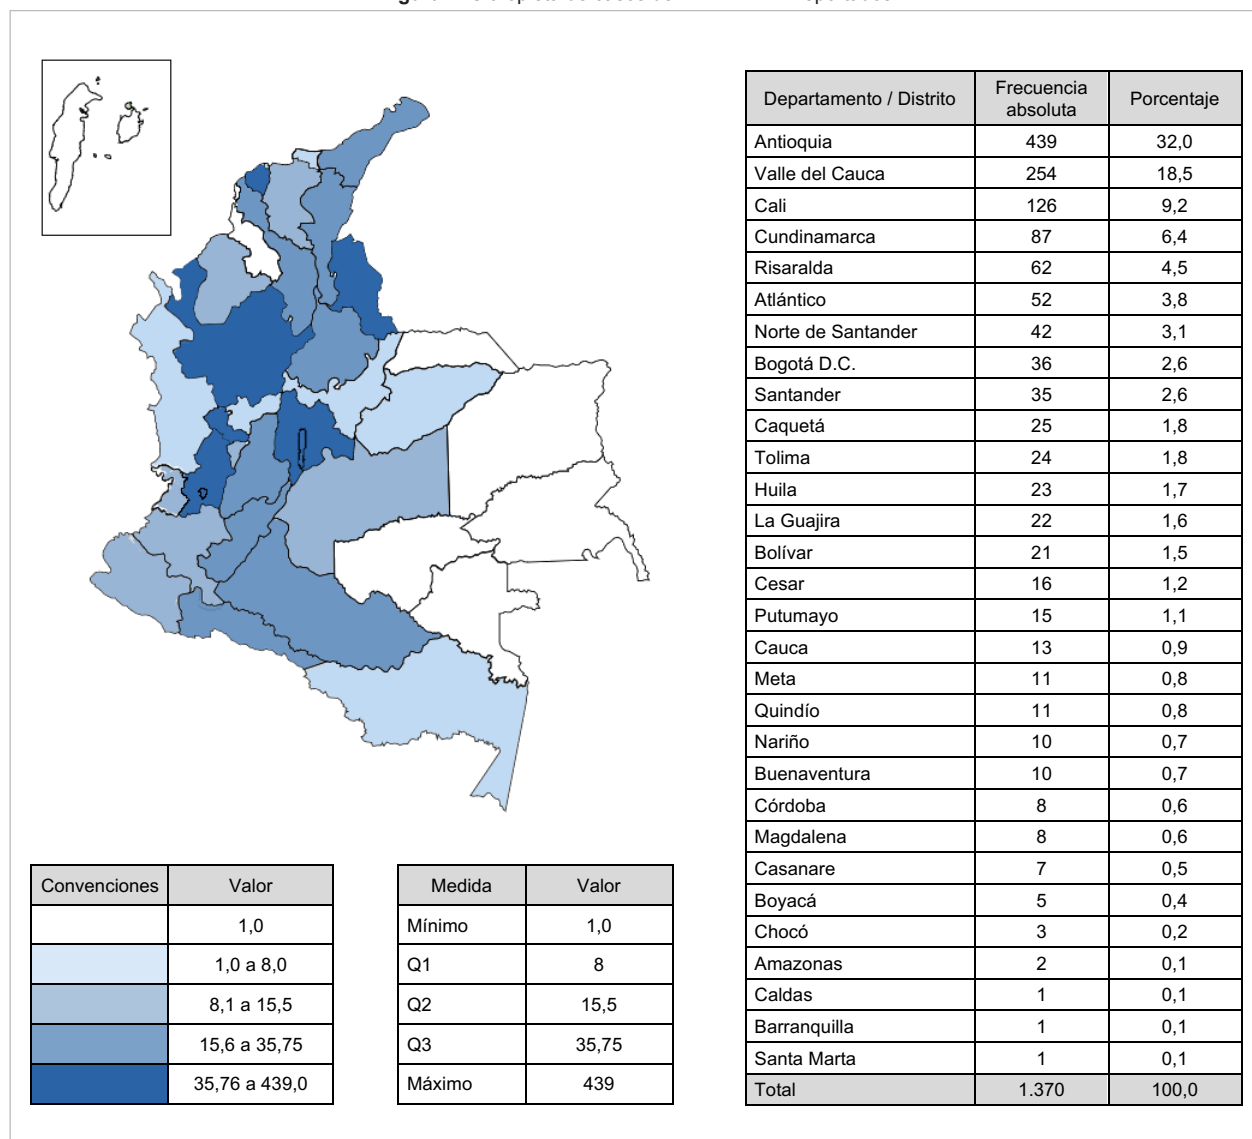 Departamento / Distrito Frecuencia absoluta Porcentaje
Antioquia 439 32,0
Valle del Cauca 254 18,5
Cali 126 9,2
Cundinamarca 87 6,4
Risaralda 62 4,5
Atlántico 52 3,8
Norte de Santander 42 3,1
Bogotá D.C. 36 2,6
Santander 35 2,6
Caquetá 25 1,8
Tolima 24 1,8
Huila 23 1,7
La Guajira 22 1,6
Bolívar 21 1,5
Cesar 16 1,2
Putumayo 15 1,1
Cauca 13 0,9
Meta 11 0,8
Quindío 11 0,8
Nariño 10 0,7
Buenaventura 10 0,7
Córdoba 8 0,6
Magdalena 8 0,6
Casanare 7 0,5
Boyacá 5 0,4
Chocó 3 0,2
Amazonas 2 0,1
Caldas 1 0,1
Barranquilla 1 0,1
Santa Marta 1 0,1
Total 1.370 100,0
Convenciones Valor
1,0
1,0 a 8,0
8,1 a 15,5
15,6 a 35,75
35,76 a 439,0
Medida Valor
Mínimo 1,0
Q1 8
Q2 15,5
Q3 35,75
Máximo 439